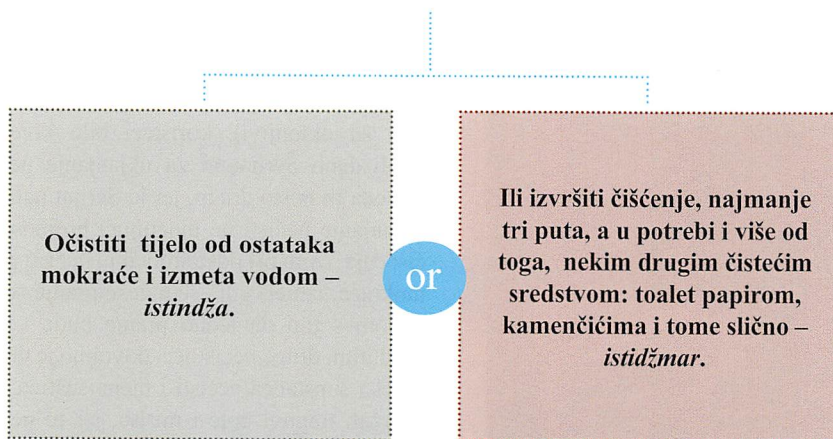 Očistiti tijelo od ostataka
mokraće i izmeta vodom –
istindža.
or
Ili izvršiti čišćenje, najmanje
tri puta, a u potrebi i više od
toga, nekim drugim čistećim
sredstvom: toalet papirom,
kamenčićima i tome slično –
istidžmar.